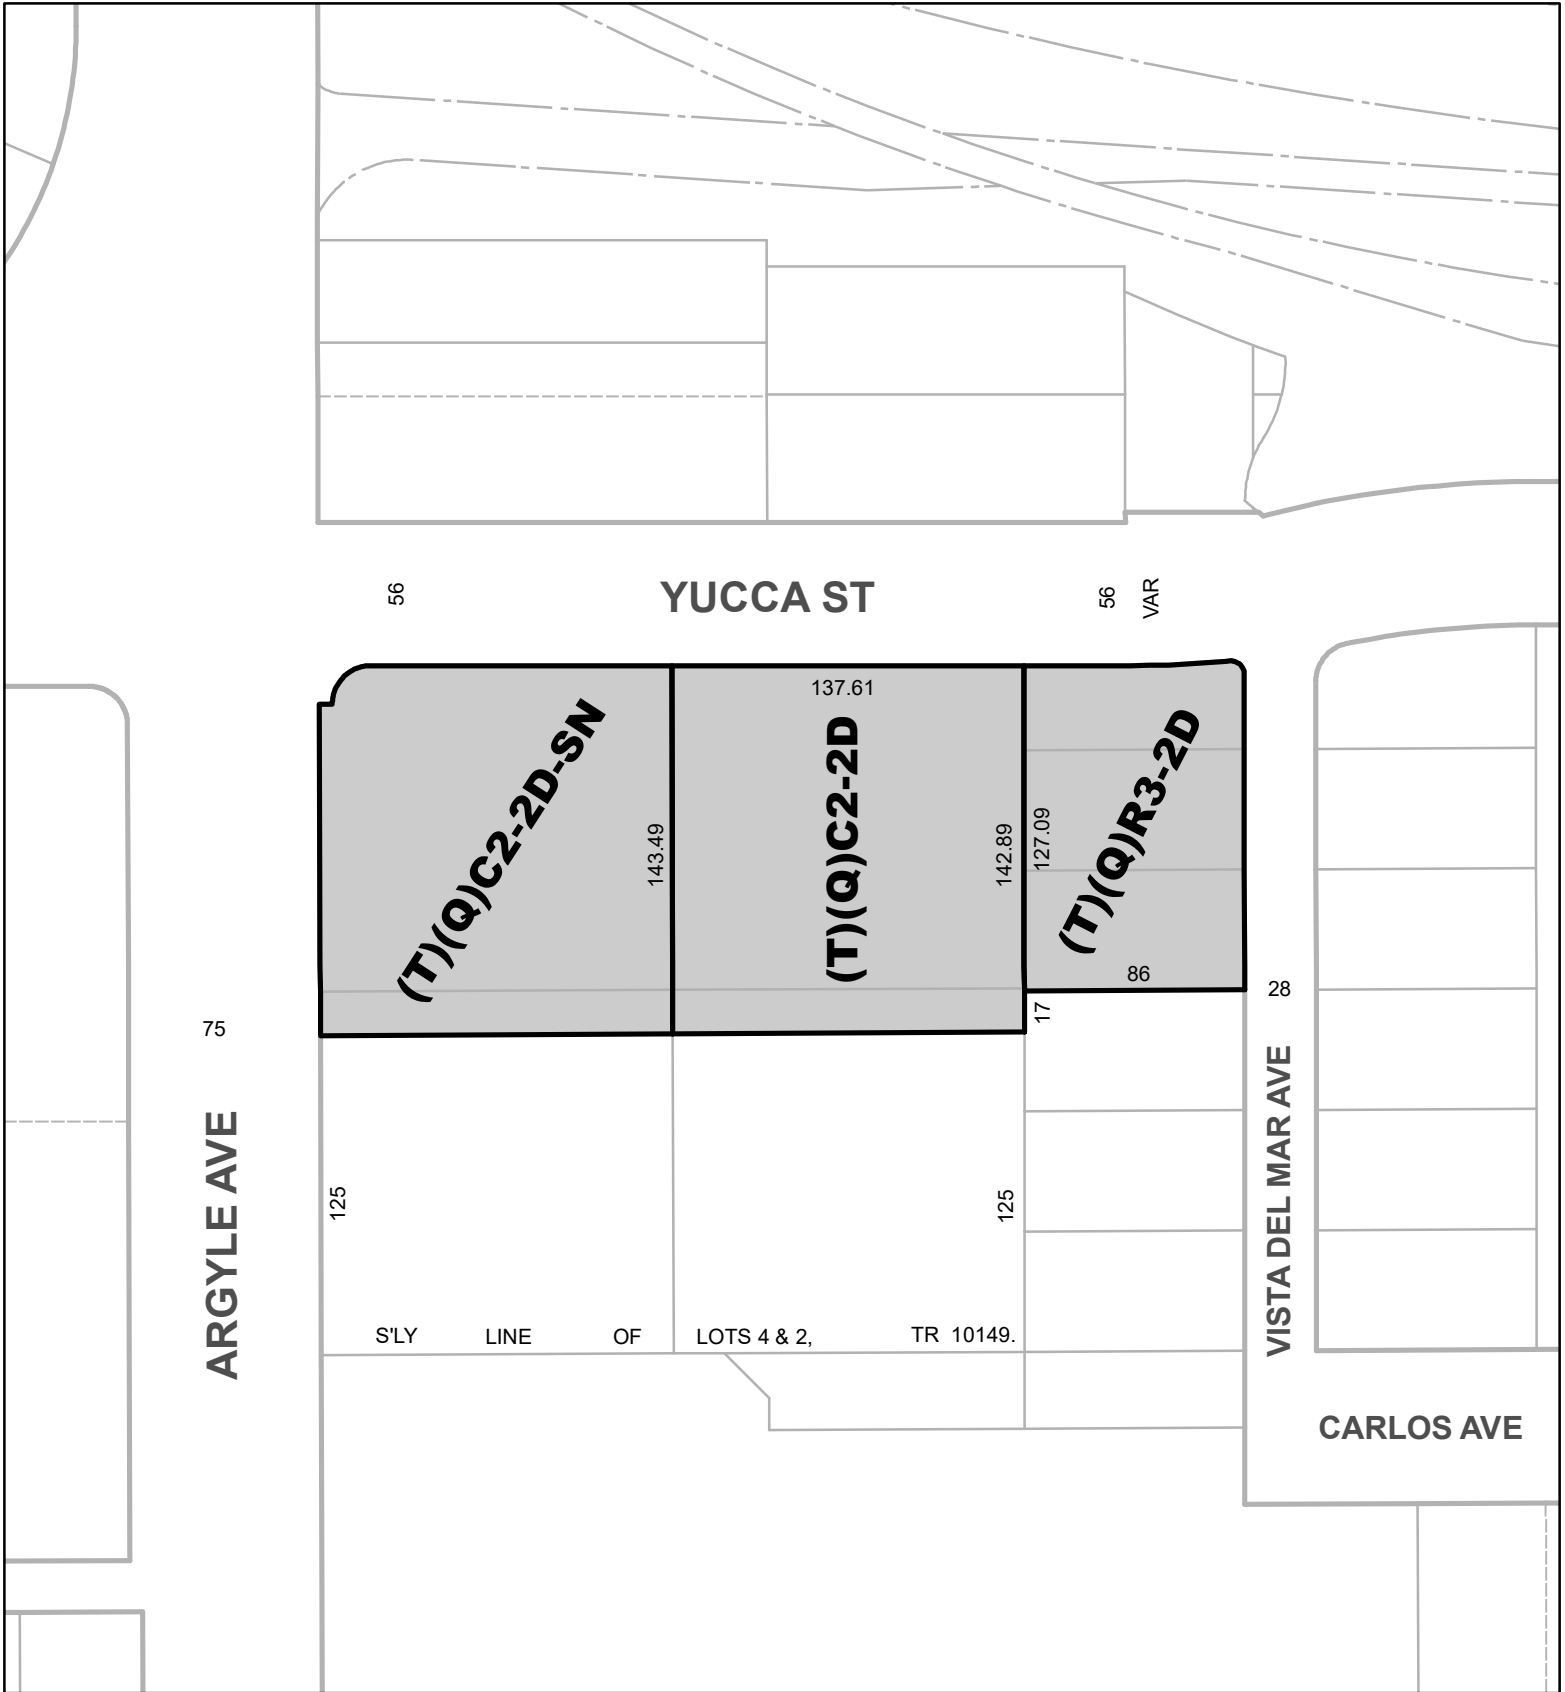 56
YUCCA ST
56
VAR
137.61
(T)(Q)C2-2D-SN
143.49
(T)(Q)C2-2D
142.89
127.09
(T)(Q)R3-2D
86
17
28
75
ARGYLE AVE
125
125
VISTA DEL MAR AVE
S'LY LINE OF LOTS 4 & 2, TR 10149.
CARLOS AVE